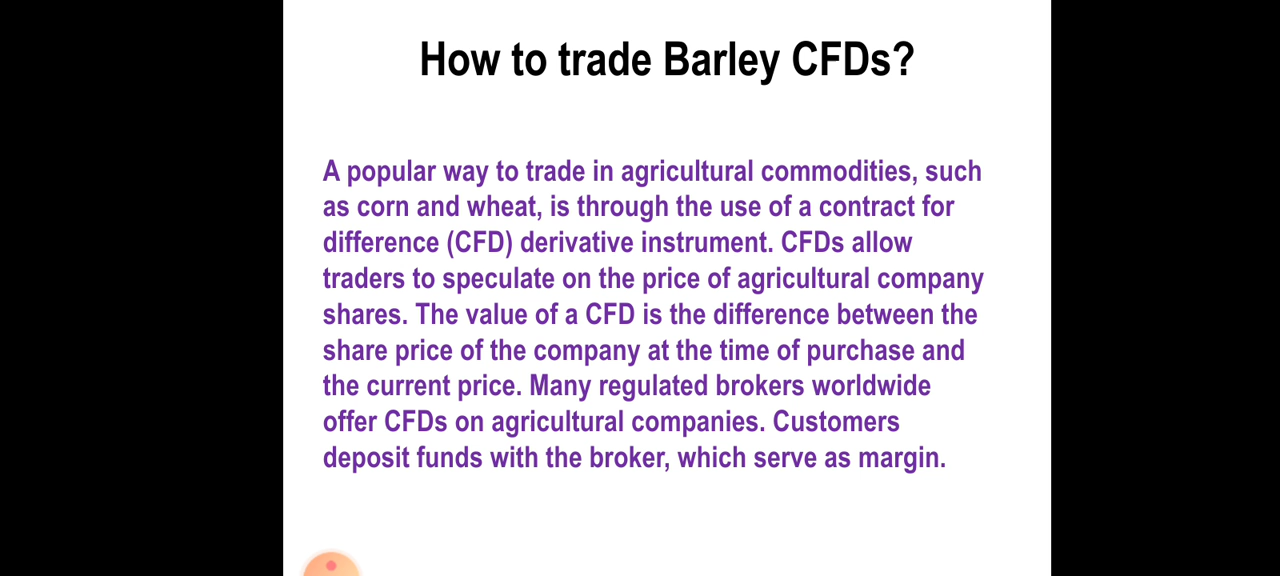 How to trade Barley CFDs?
A popular way to trade in agricultural commodities, such
as corn and wheat, is through the use of a contract for
difference (CFD) derivative instrument. CFDs allow
traders to speculate on the price of agricultural company
shares. The value of a CFD is the difference between the
share price of the company at the time of purchase and
the current price. Many regulated brokers worldwide
offer CFDs on agricultural companies. Customers
deposit funds with the broker, which serve as margin.